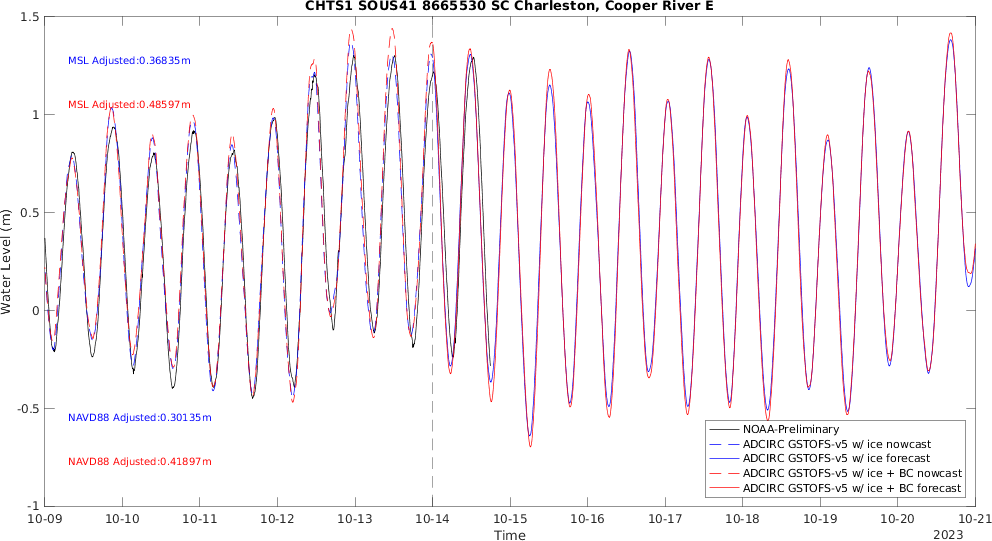 CHTS1 SOUS41 8665530 SC Charleston, Cooper River E
1.5
1
0.5
0
-0.5
-1
Water Level (m)
MSL Adjusted:0.36835m
MSL Adjusted:0.48597m
NAVD88 Adjusted:0.30135m
NAVD88 Adjusted:0.41897m
NOAA-Preliminary
ADCIRC GSTOFS-v5 w/ ice nowcast
ADCIRC GSTOFS-v5 w/ ice forecast
ADCIRC GSTOFS-v5 w/ ice + BC nowcast
ADCIRC GSTOFS-v5 w/ ice + BC forecast
10-09 10-10 10-11 10-12 10-13 10-14 10-15 10-16 10-17 10-18 10-19 10-20 10-21
Time
2023